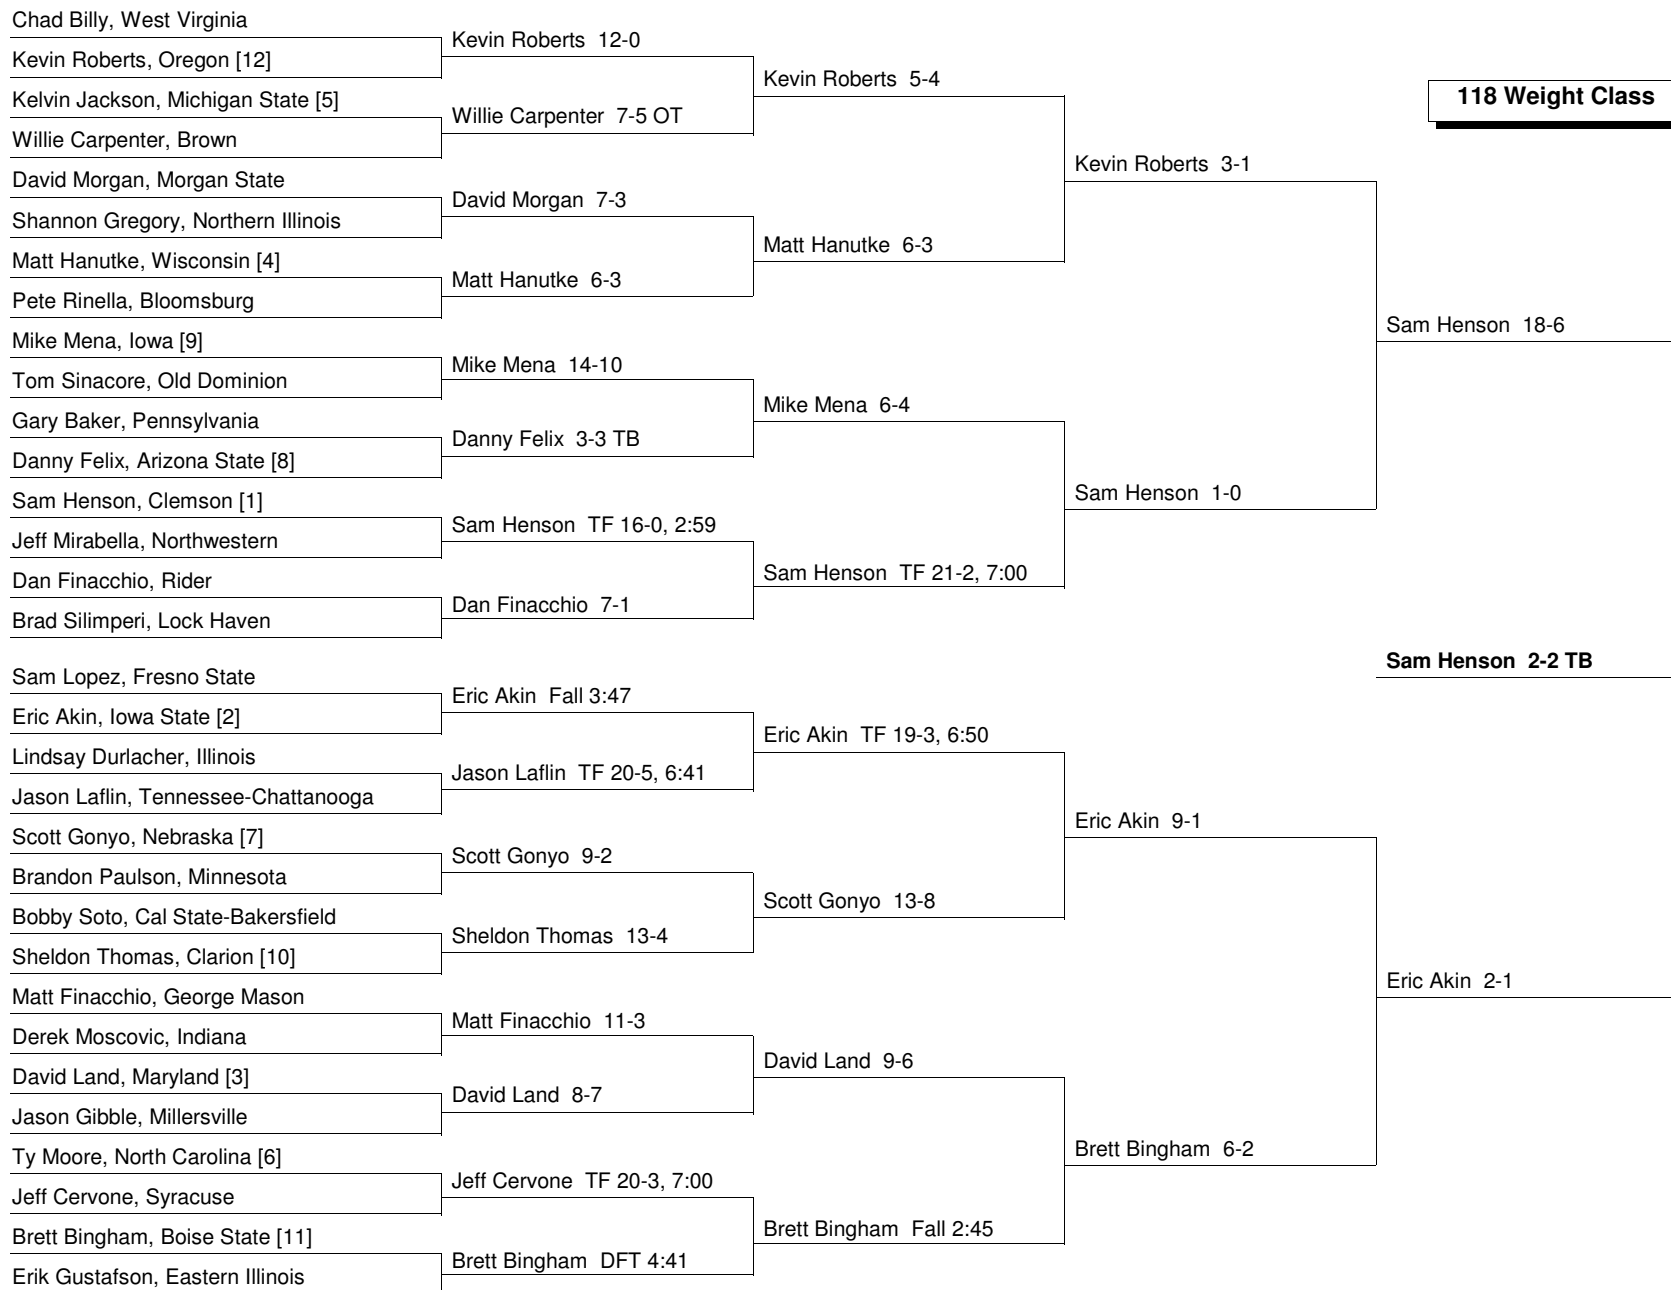 Chad Billy, West Virginia
Kevin Roberts, Oregon [12]
Kelvin Jackson, Michigan State [5]
Willie Carpenter, Brown
David Morgan, Morgan State
Shannon Gregory, Northern Illinois
Matt Hanutke, Wisconsin [4]
Pete Rinella, Bloomsburg
Mike Mena, Iowa [9]
Tom Sinacore, Old Dominion
Gary Baker, Pennsylvania
Danny Felix, Arizona State [8]
Sam Henson, Clemson [1]
Jeff Mirabella, Northwestern
Dan Finacchio, Rider
Brad Silimperi, Lock Haven
Sam Lopez, Fresno State
Eric Akin, Iowa State [2]
Lindsay Durlacher, Illinois
Jason Laflin, Tennessee-Chattanooga
Scott Gonyo, Nebraska [7]
Brandon Paulson, Minnesota
Bobby Soto, Cal State-Bakersfield
Sheldon Thomas, Clarion [10]
Matt Finacchio, George Mason
Derek Moscovic, Indiana
David Land, Maryland [3]
Jason Gibble, Millersville
Ty Moore, North Carolina [6]
Jeff Cervone, Syracuse
Brett Bingham, Boise State [11]
Erik Gustafson, Eastern Illinois
Kevin Roberts 12-0
Willie Carpenter 7-5 OT
David Morgan 7-3
Matt Hanutke 6-3
Mike Mena 14-10
Danny Felix 3-3 TB
Sam Henson TF 16-0, 2:59
Dan Finacchio 7-1
Eric Akin Fall 3:47
Jason Laflin TF 20-5, 6:41
Scott Gonyo 9-2
Sheldon Thomas 13-4
Matt Finacchio 11-3
David Land 8-7
Jeff Cervone TF 20-3, 7:00
Brett Bingham DFT 4:41
Kevin Roberts 5-4
Matt Hanutke 6-3
Mike Mena 6-4
Sam Henson TF 21-2, 7:00
Eric Akin TF 19-3, 6:50
Scott Gonyo 13-8
David Land 9-6
Brett Bingham Fall 2:45
Kevin Roberts 3-1
Sam Henson 1-0
Eric Akin 9-1
Brett Bingham 6-2
118 Weight Class
Sam Henson 18-6
Sam Henson 2-2 TB
Eric Akin 2-1